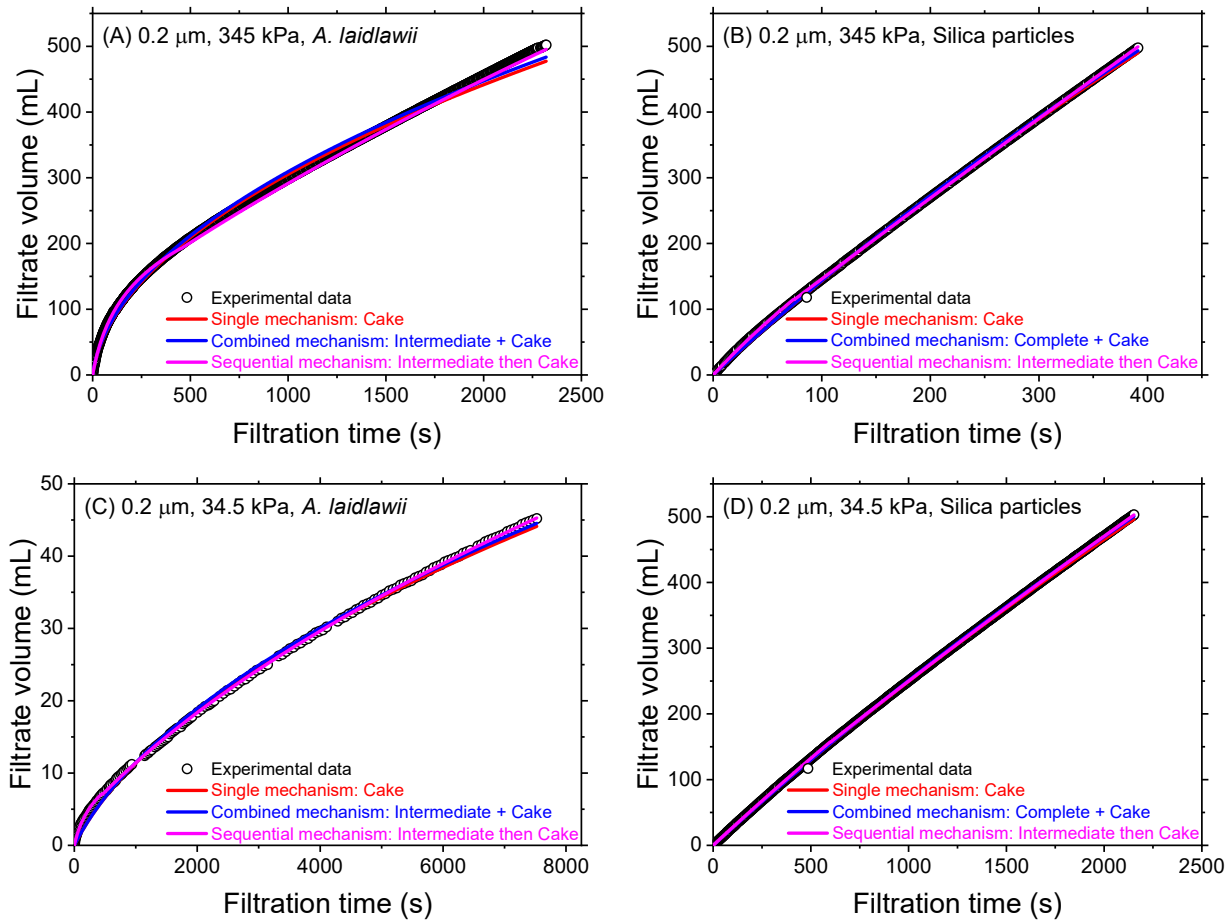 (A) 0.2 μm, 345 kPa, A. laidlawii
500
400
300
200
100
0
Filtrate volume (mL)
Experimental data
Single mechanism: Cake
Combined mechanism: Intermediate + Cake
Sequential mechanism: Intermediate then Cake
0 500 1000 1500 2000 2500
Filtration time (s)
(B) 0.2 μm, 345 kPa, Silica particles
500
400
300
200
100
0
Filtrate volume (mL)
Experimental data
Single mechanism: Cake
Combined mechanism: Complete + Cake
Sequential mechanism: Intermediate then Cake
0 100 200 300 400
Filtration time (s)
(C) 0.2 μm, 34.5 kPa, A. laidlawii
50
40
30
20
10
0
Filtrate volume (mL)
Experimental data
Single mechanism: Cake
Combined mechanism: Intermediate + Cake
Sequential mechanism: Intermediate then Cake
0 2000 4000 6000 8000
Filtration time (s)
(D) 0.2 μm, 34.5 kPa, Silica particles
500
400
300
200
100
0
Filtrate volume (mL)
Experimental data
Single mechanism: Cake
Combined mechanism: Complete + Cake
Sequential mechanism: Intermediate then Cake
0 500 1000 1500 2000 2500
Filtration time (s)